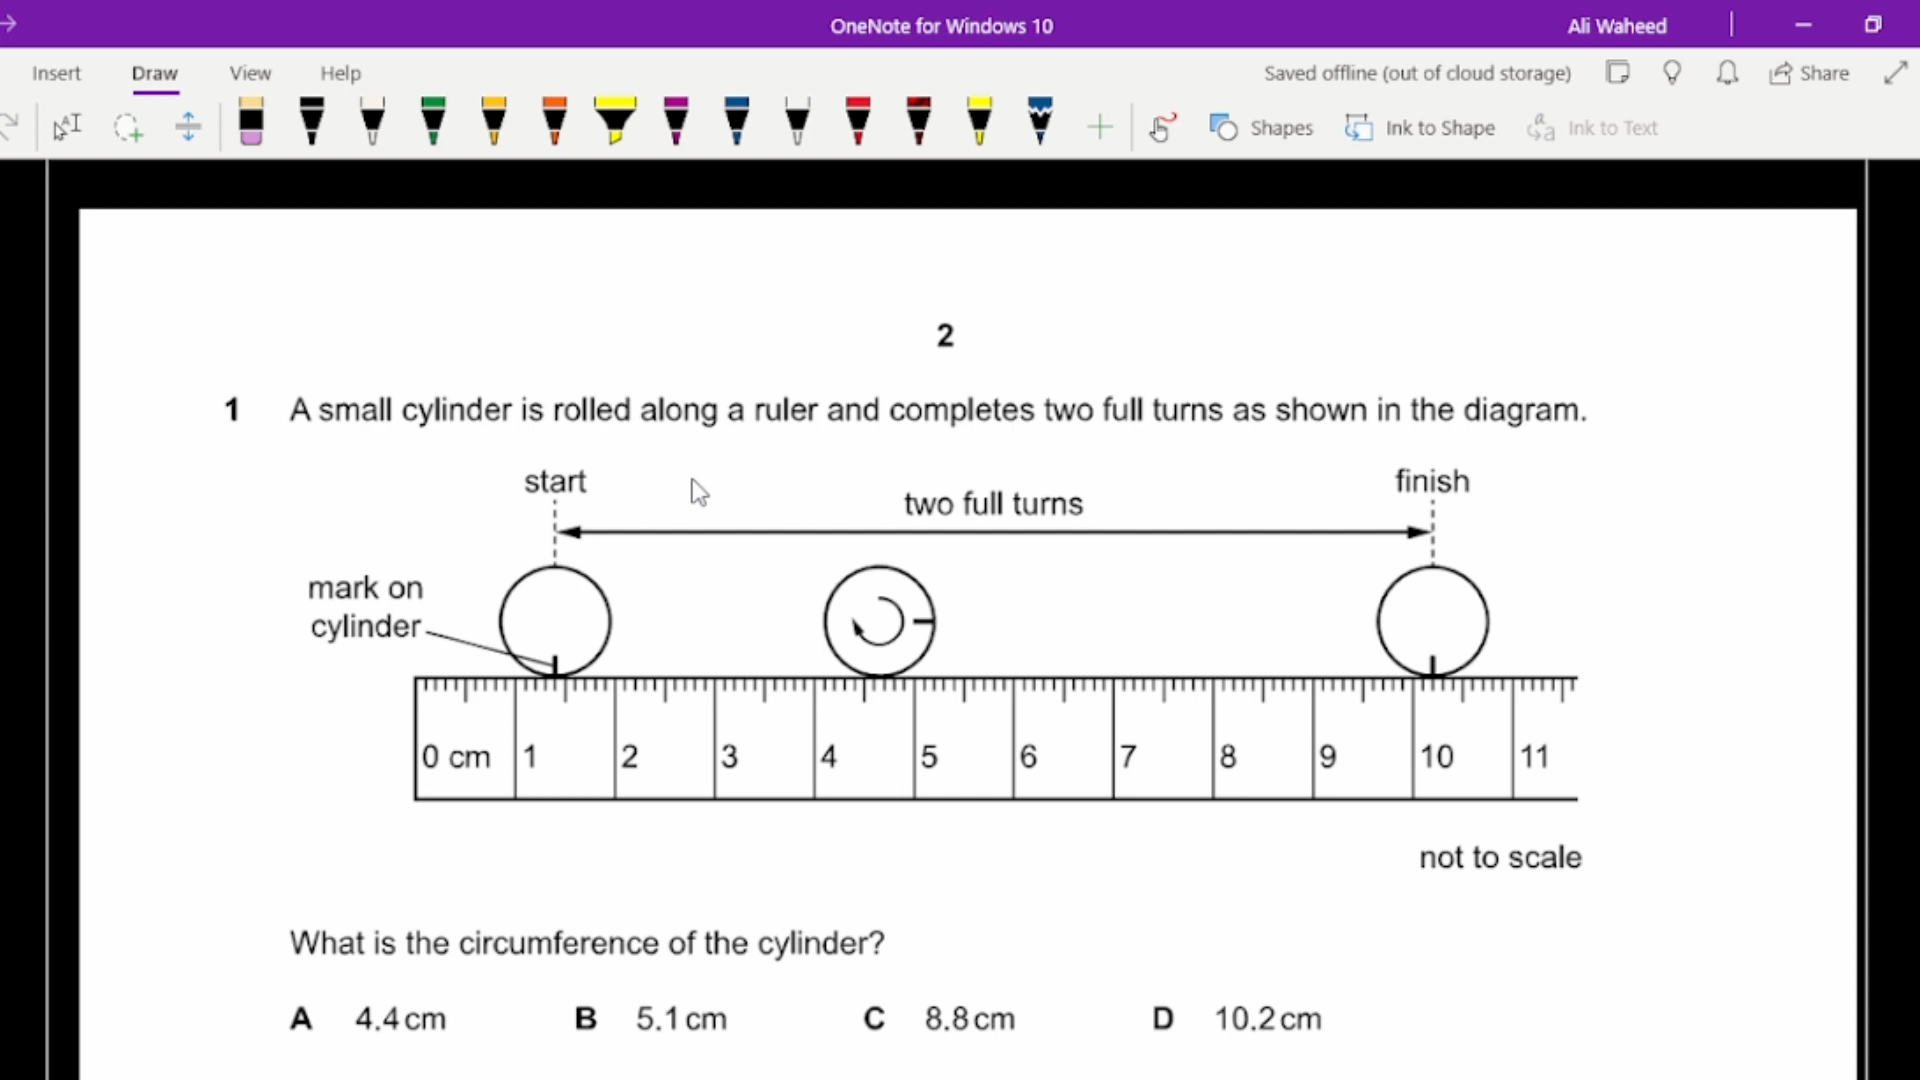 OneNote for Windows 10
Ali Waheed
Insert Draw View Help
Saved offline (out of cloud storage)
Share
Shapes
Ink to Shape
Ink to Text
2
1 A small cylinder is rolled along a ruler and completes two full turns as shown in the diagram.
start
finish
two full turns
mark on
cylinder
0 cm 1 2 3 4 5 6 7 8 9 10 11
not to scale
What is the circumference of the cylinder?
A 4.4 cm B 5.1 cm C 8.8 cm D 10.2 cm